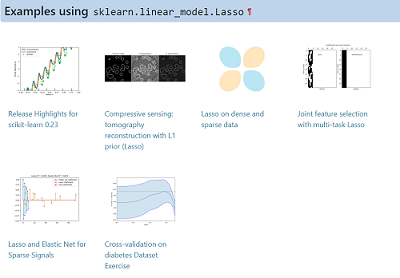 Examples using sklearn.linear_model.Lasso ¶
Release Highlights for
scikit-learn 0.23
Compressive sensing:
tomography
reconstruction with L1
prior (Lasso)
Lasso on dense and
sparse data
Joint feature selection
with multi-task Lasso
Lasso and Elastic Net for
Sparse Signals
Cross-validation on
diabetes Dataset
Exercise